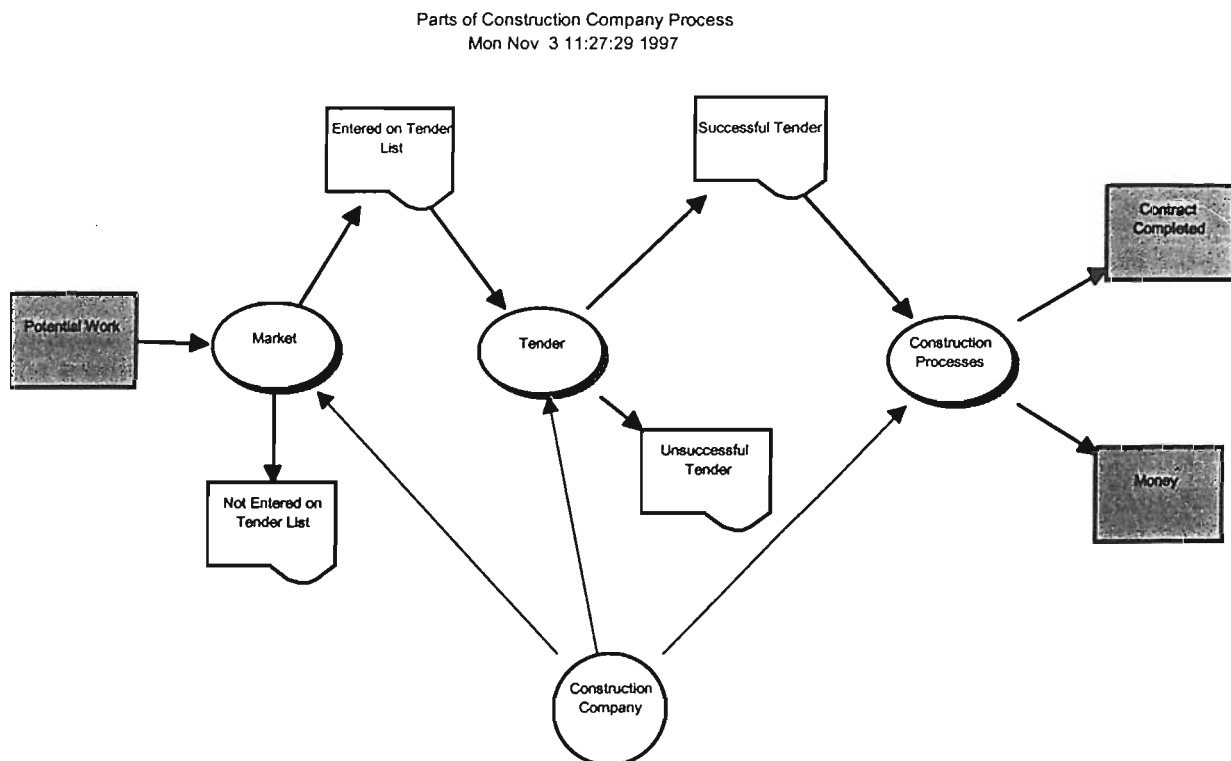 Parts of Construction Company Process
Mon Nov 3 11:27:29 1997
Entered on Tender
List
Successful Tender
Contract
Completed
Potential Work
Market
Tender
Construction
Processes
Unsuccessful
Tender
Money
Not Entered on
Tender List
Construction
Company